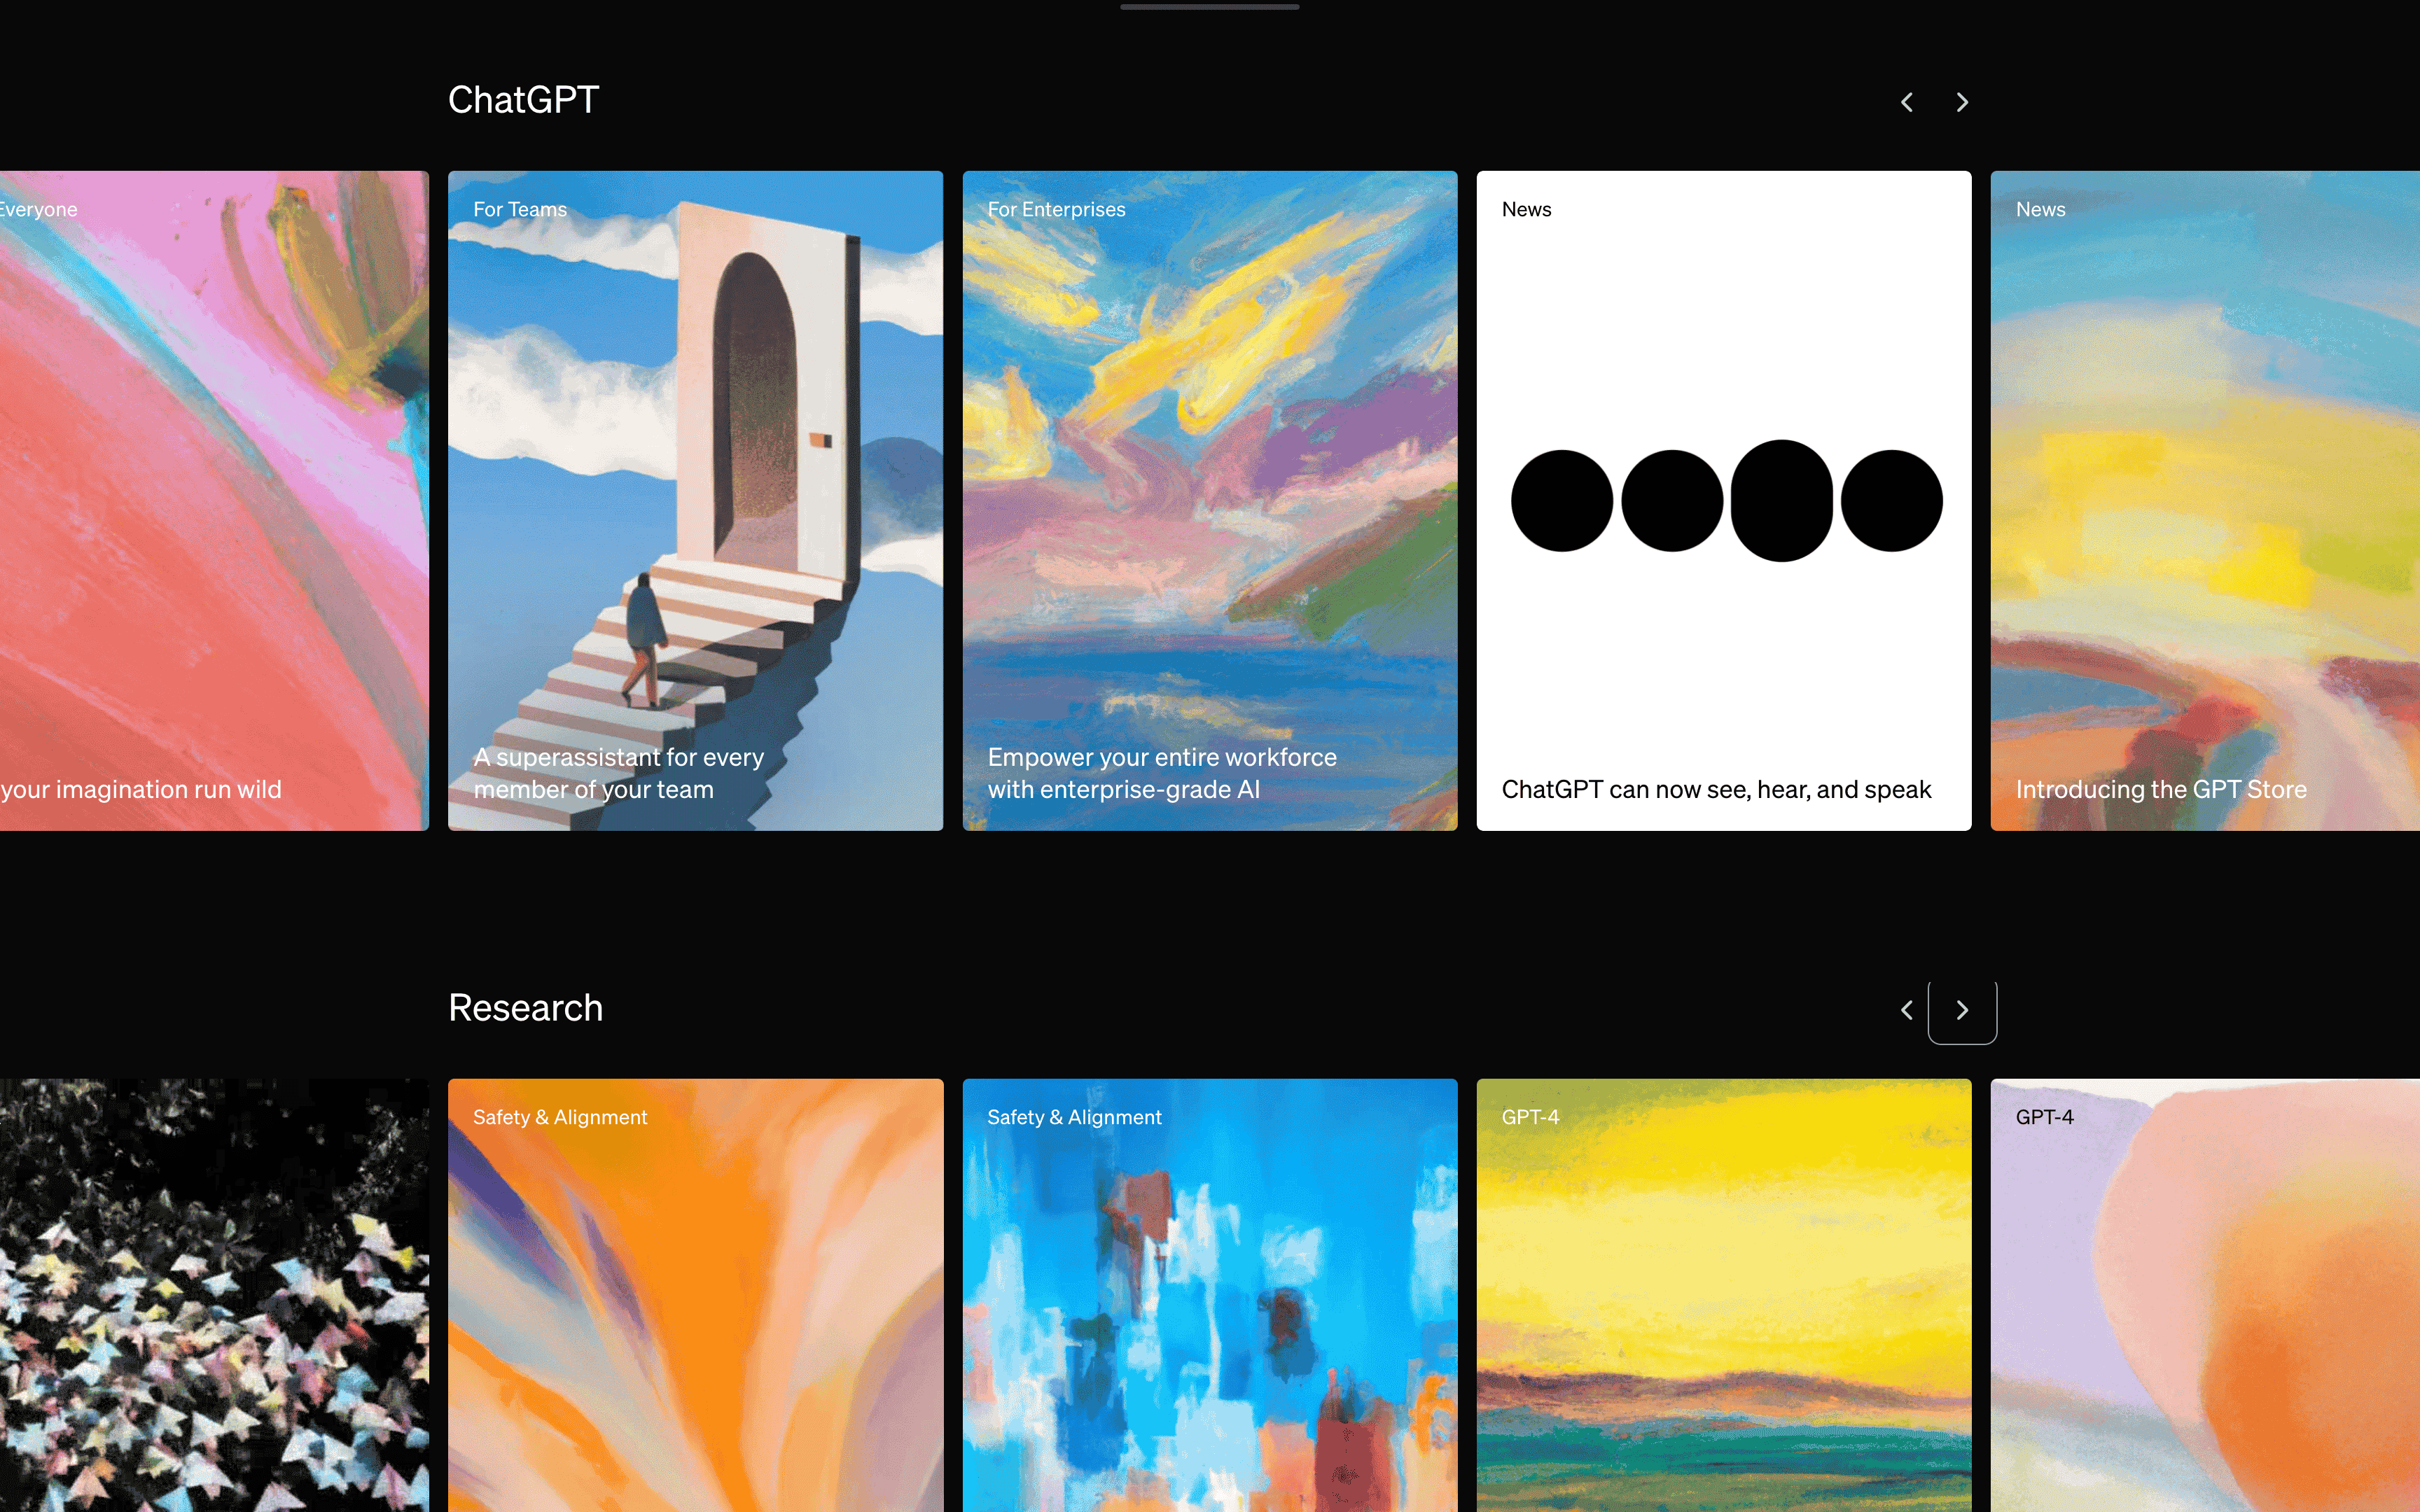 ChatGPT
Everyone
your imagination run wild
For Teams
A superassistant for every
member of your team
For Enterprises
Empower your entire workforce
with enterprise-grade AI
News
ChatGPT can now see, hear, and speak
News
Introducing the GPT Store
Research
Safety & Alignment
Safety & Alignment
GPT-4
GPT-4